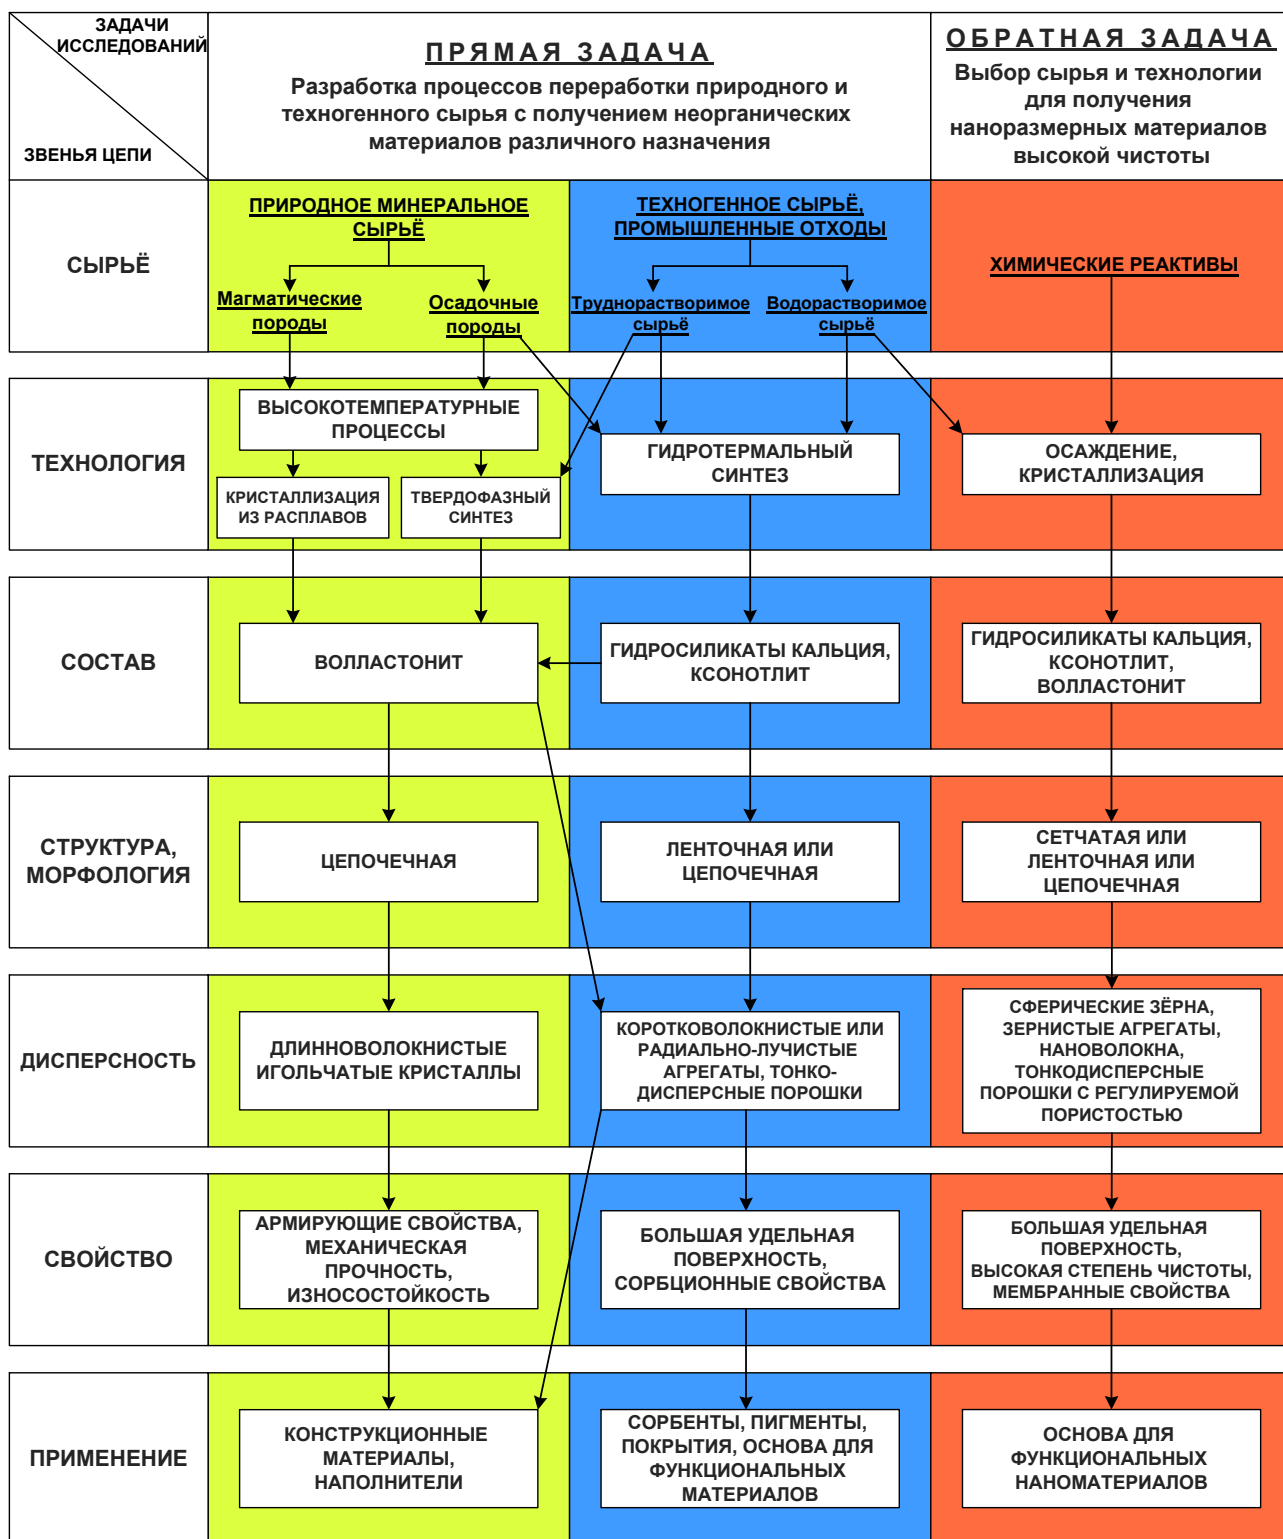 ЗАДАЧИ
ИССЛЕДОВАНИЙ
ЗВЕНЬЯ ЦЕПИ
ПРЯМАЯ ЗАДАЧА
Разработка процессов переработки природного и
техногенного сырья с получением неорганических
материалов различного назначения
ОБРАТНАЯ ЗАДАЧА
Выбор сырья и технологии
для получения
наноразмерных материалов
высокой чистоты
СЫРЬЁ
ПРИРОДНОЕ МИНЕРАЛЬНОЕ
СЫРЬЁ
Магматические
породы
Осадочные
породы
ТЕХНОГЕННОЕ СЫРЬЁ,
ПРОМЫШЛЕННЫЕ ОТХОДЫ
Труднорастворимое
сырьё
Водорастворимое
сырьё
ХИМИЧЕСКИЕ РЕАКТИВЫ
ТЕХНОЛОГИЯ
ВЫСОКОТЕМПЕРАТУРНЫЕ
ПРОЦЕССЫ
КРИСТАЛЛИЗАЦИЯ
ИЗ РАСПЛАВОВ
ТВЕРДОФАЗНЫЙ
СИНТЕЗ
ГИДРОТЕРМАЛЬНЫЙ
СИНТЕЗ
ОСАЖДЕНИЕ,
КРИСТАЛЛИЗАЦИЯ
СОСТАВ
ВОЛЛАСТОНИТ
ГИДРОСИЛИКАТЫ КАЛЬЦИЯ,
КСОНОТЛИТ
ГИДРОСИЛИКАТЫ КАЛЬЦИЯ,
КСОНОТЛИТ,
ВОЛЛАСТОНИТ
СТРУКТУРА,
МОРФОЛОГИЯ
ЦЕПОЧЕЧНАЯ
ЛЕНТОЧНАЯ ИЛИ
ЦЕПОЧЕЧНАЯ
СЕТЧАТАЯ ИЛИ
ЛЕНТОЧНАЯ ИЛИ
ЦЕПОЧЕЧНАЯ
ДИСПЕРСНОСТЬ
ДЛИННОВОЛОКНИСТЫЕ
ИГОЛЬЧАТЫЕ КРИСТАЛЛЫ
КОРОТКОВОЛОКНИСТЫЕ ИЛИ
РАДИАЛЬНО-ЛУЧИСТЫЕ
АГРЕГАТЫ, ТОНКО-
ДИСПЕРСНЫЕ ПОРОШКИ
СФЕРИЧЕСКИЕ ЗЁРНА,
ЗЕРНИСТЫЕ АГРЕГАТЫ,
НАНОВОЛОКНА,
ТОНКОДИСПЕРСНЫЕ
ПОРОШКИ С РЕГУЛИРУЕМОЙ
ПОРИСТОСТЬЮ
СВОЙСТВО
АРМИРУЮЩИЕ СВОЙСТВА,
МЕХАНИЧЕСКАЯ
ПРОЧНОСТЬ,
ИЗНОСОСТОЙКОСТЬ
БОЛЬШАЯ УДЕЛЬНАЯ
ПОВЕРХНОСТЬ,
СОРБЦИОННЫЕ СВОЙСТВА
БОЛЬШАЯ УДЕЛЬНАЯ
ПОВЕРХНОСТЬ,
ВЫСОКАЯ СТЕПЕНЬ ЧИСТОТЫ,
МЕМБРАННЫЕ СВОЙСТВА
ПРИМЕНЕНИЕ
КОНСТРУКЦИОННЫЕ
МАТЕРИАЛЫ,
НАПОЛНИТЕЛИ
СОРБЕНТЫ, ПИГМЕНТЫ,
ПОКРЫТИЯ, ОСНОВА ДЛЯ
ФУНКЦИОНАЛЬНЫХ
МАТЕРИАЛОВ
ОСНОВА ДЛЯ
ФУНКЦИОНАЛЬНЫХ
НАНОМАТЕРИАЛОВ